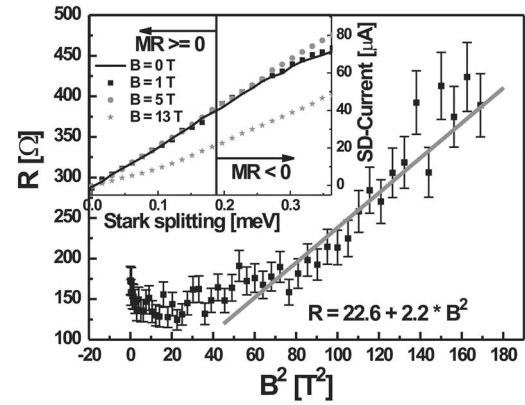 500
450
400
350
300
250
200
150
100
R [Ω]
-20 0 20 40 60 80 100 120 140 160 180
B² [T²]
R = 22.6 + 2.2 * B²
MR >= 0
B = 0 T
B = 1 T
B = 5 T
B = 13 T
MR < 0
0.0 0.1 0.2 0.3
Stark splitting [meV]
80
60
40
20
0
SD-Current [μA]